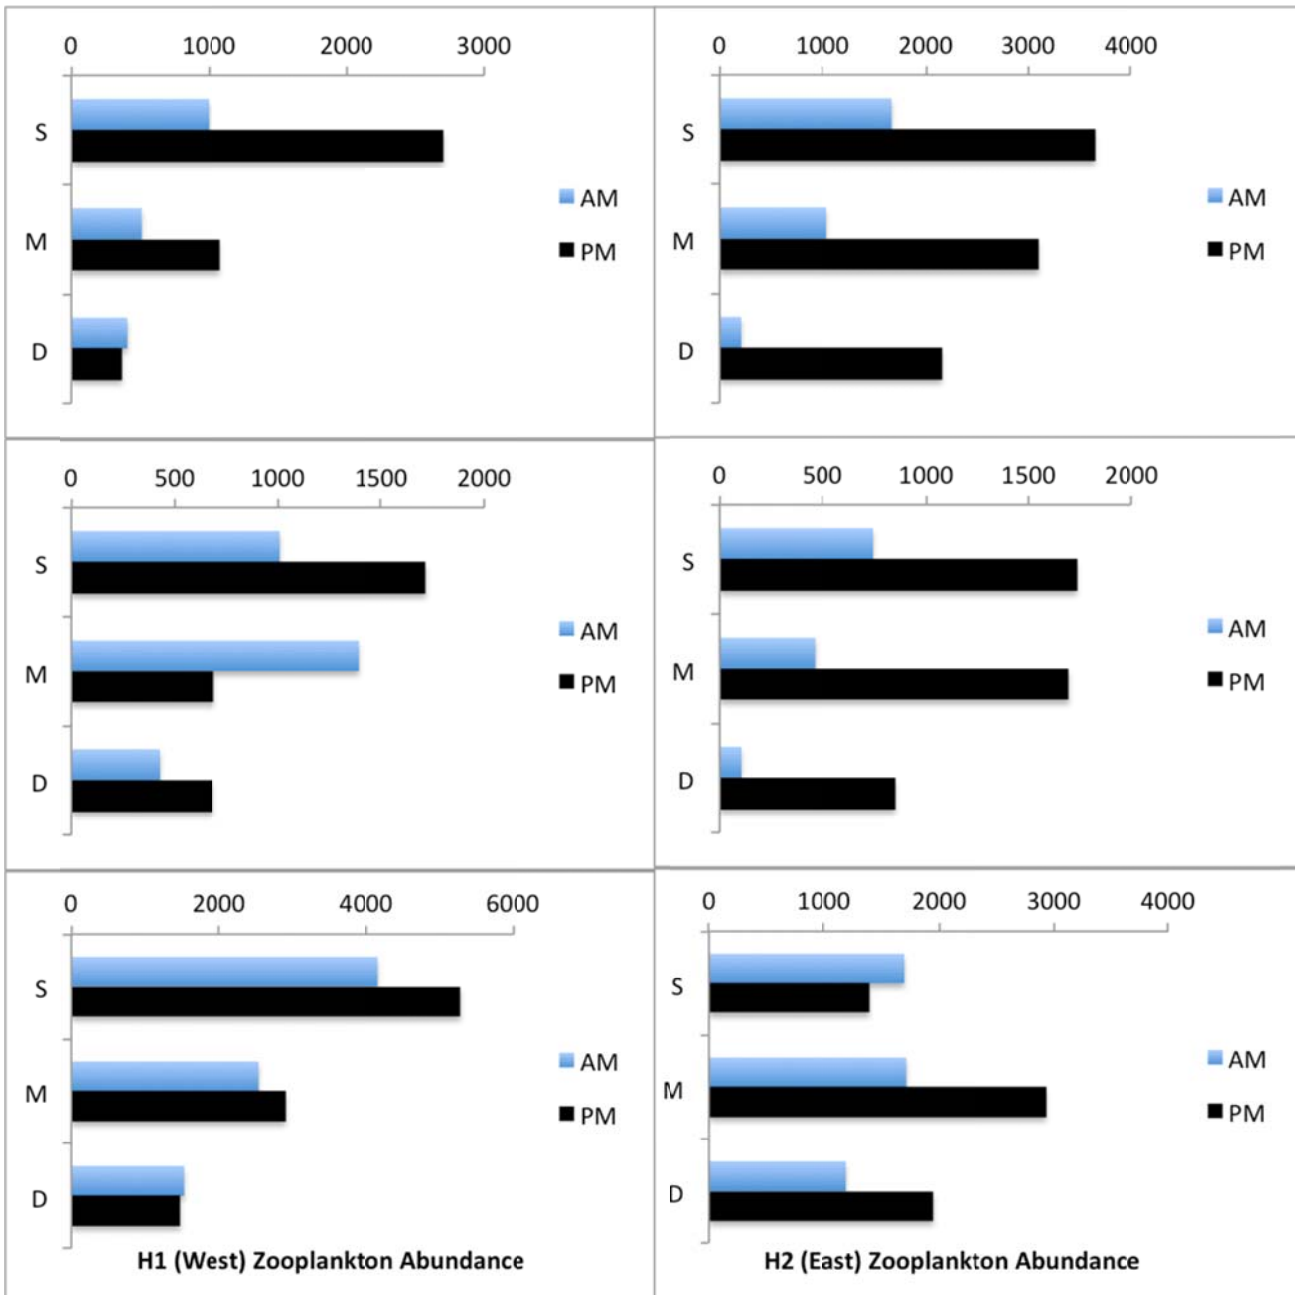 0 1000 2000 3000
S
AM
M
PM
D
0 1000 2000 3000 4000
S
AM
M
PM
D
0 500 1000 1500 2000
S
AM
M
PM
D
0 500 1000 1500 2000
S
AM
M
PM
D
0 2000 4000 6000
S
AM
M
PM
D
H1 (West) Zooplankton Abundance
0 1000 2000 3000 4000
S
AM
M
PM
D
H2 (East) Zooplankton Abundance